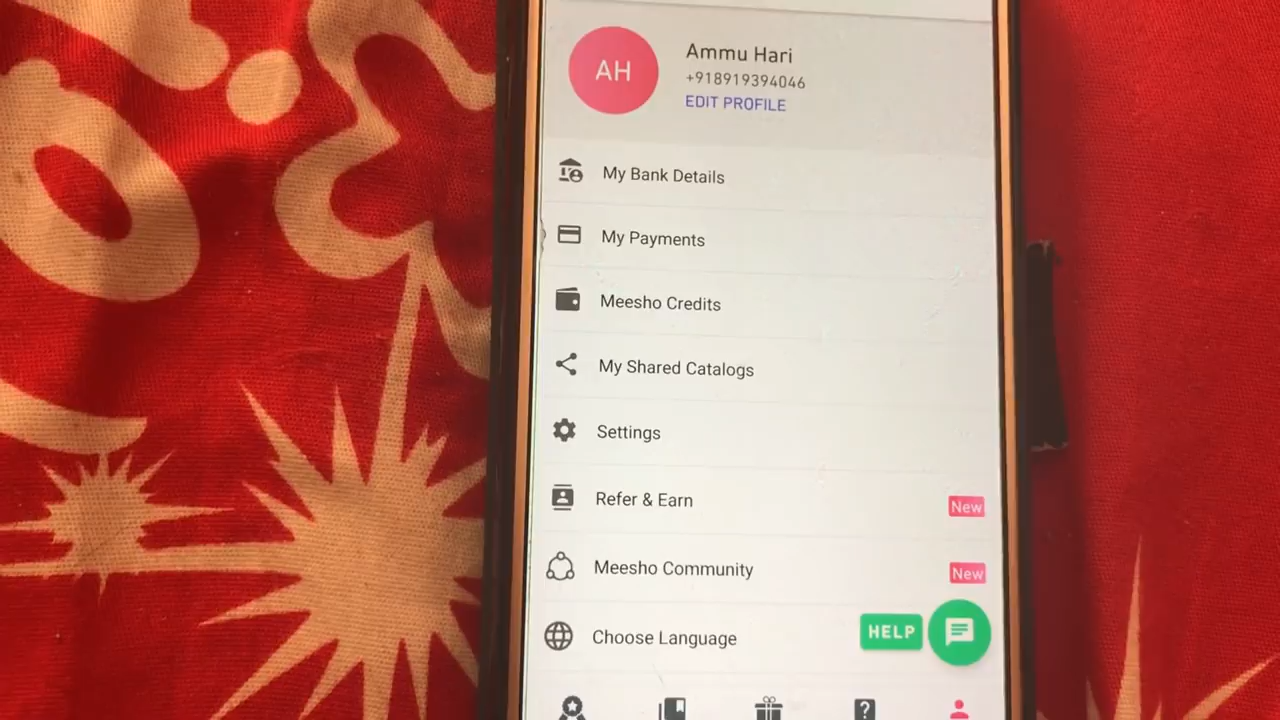 AH
Ammu Hari
+918919394046
EDIT PROFILE
My Bank Details
My Payments
Meesho Credits
My Shared Catalogs
Settings
Refer & Earn
New
Meesho Community
New
Choose Language
HELP
?